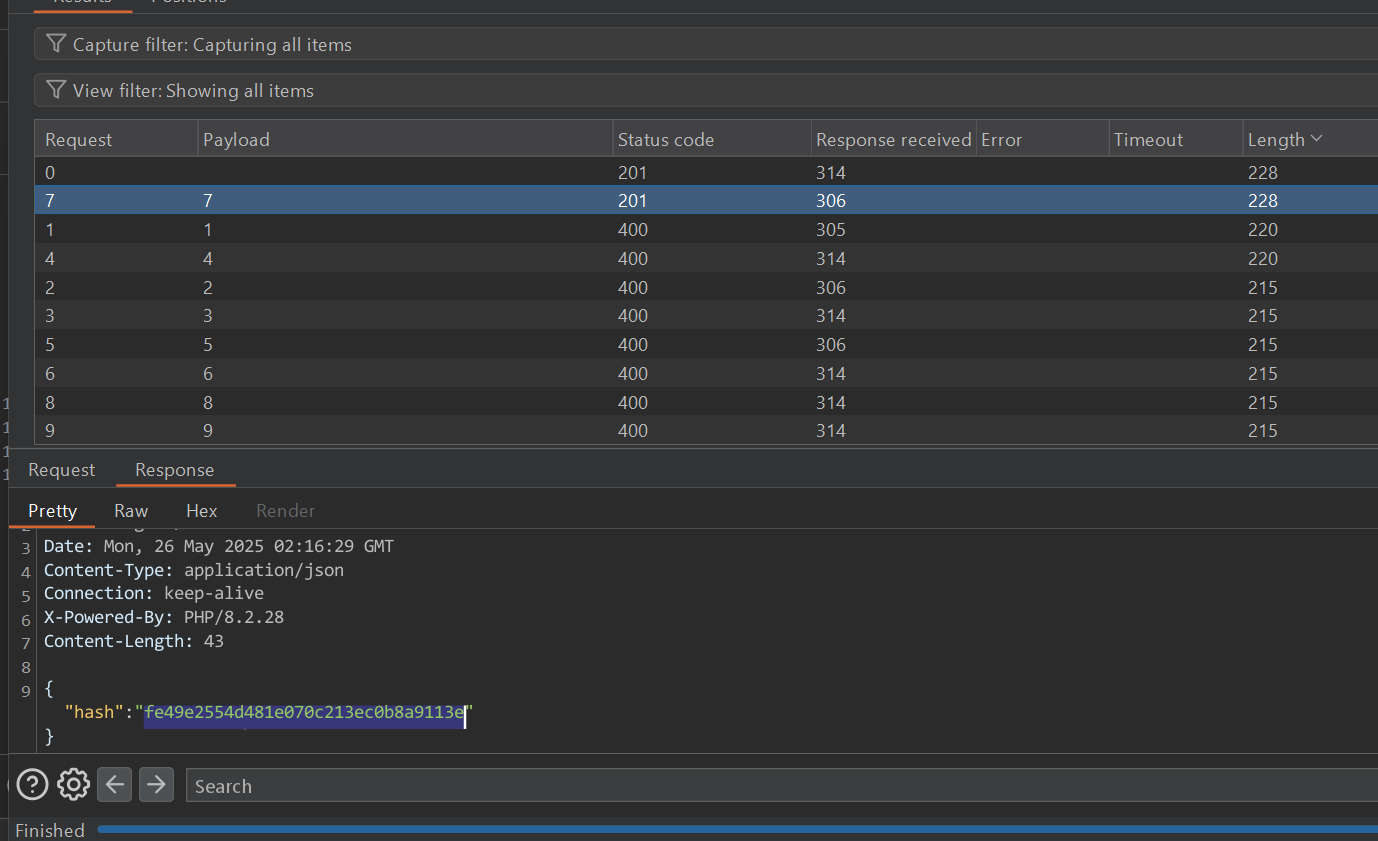 Results Positions
Capture filter: Capturing all items
View filter: Showing all items
Request Payload Status code Response received Error Timeout Length
0 201 314 228
7 7 201 306 228
1 1 400 305 220
4 4 400 314 220
2 2 400 306 215
3 3 400 314 215
5 5 400 306 215
6 6 400 314 215
8 8 400 314 215
9 9 400 314 215
Request Response
Pretty Raw Hex Render
3 Date: Mon, 26 May 2025 02:16:29 GMT
4 Content-Type: application/json
5 Connection: keep-alive
6 X-Powered-By: PHP/8.2.28
7 Content-Length: 43
8
9 {
"hash":"fe49e2554d481e070c213ec0b8a9113e"
}
Search
Finished